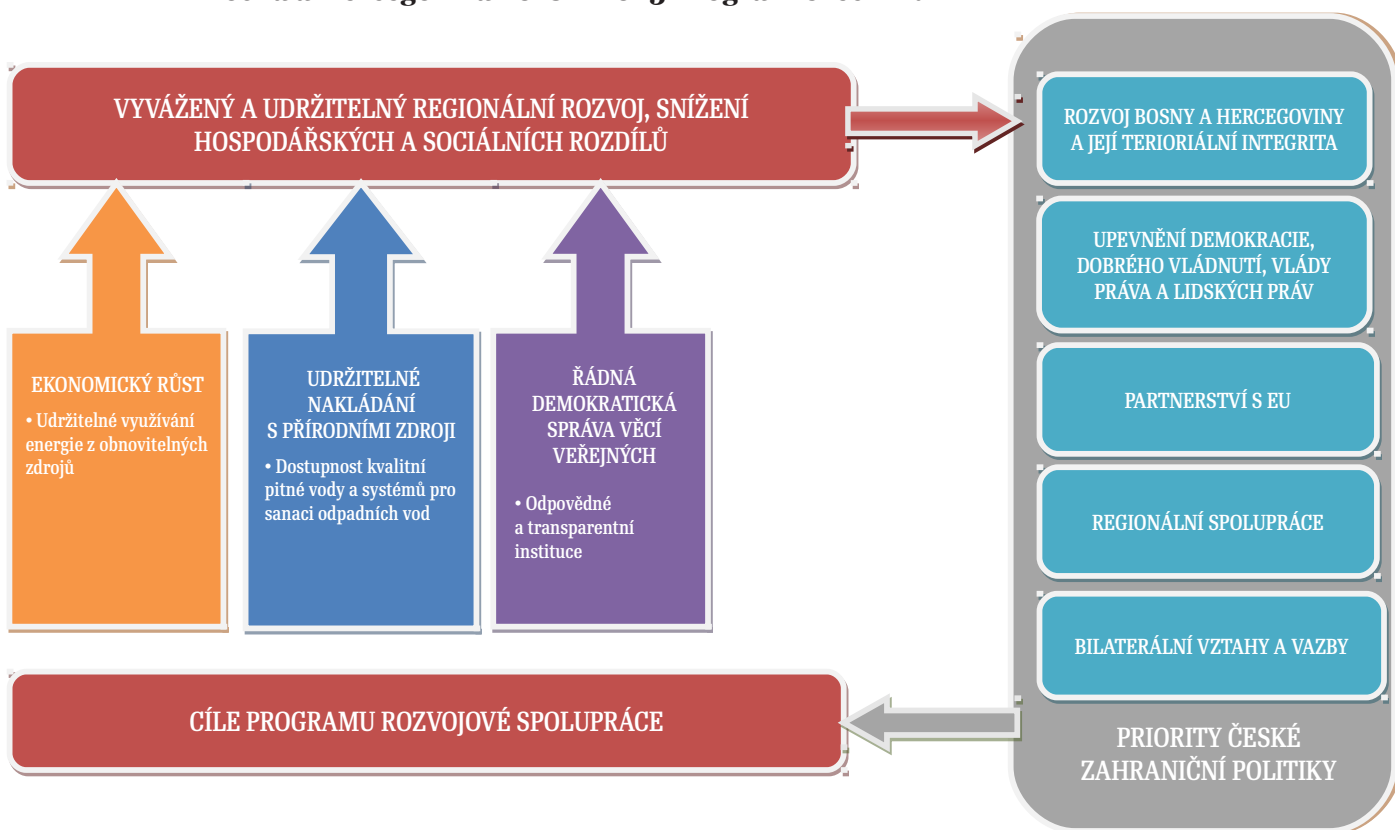 VYVÁŽENÝ A UDRŽITELNÝ REGIONÁLNÍ ROZVOJ, SNÍŽENÍ
HOSPODÁŘSKÝCH A SOCIÁLNÍCH ROZDÍLŮ
EKONOMICKÝ RŮST
• Udržitelné využívání
energie z obnovitelných
zdrojů
UDRŽITELNÉ
NAKLÁDÁNÍ
S PŘÍRODNÍMI ZDROJI
• Dostupnost kvalitní
pitné vody a systémů pro
sanaci odpadních vod
ŘÁDNÁ
DEMOKRATICKÁ
SPRÁVA VĚCÍ
VEŘEJNÝCH
• Odpovědné
a transparentní
instituce
CÍLE PROGRAMU ROZVOJOVÉ SPOLUPRÁCE
ROZVOJ BOSNY A HERCEGOVINY
A JEJÍ TERIORIÁLNÍ INTEGRITA
UPEVNĚNÍ DEMOKRACIE,
DOBRÉHO VLÁDNUTÍ, VLÁDY
PRÁVA A LIDSKÝCH PRÁV
PARTNERSTVÍ S EU
REGIONÁLNÍ SPOLUPRÁCE
BILATERÁLNÍ VZTAHY A VAZBY
PRIORITY ČESKÉ
ZAHRANIČNÍ POLITIKY